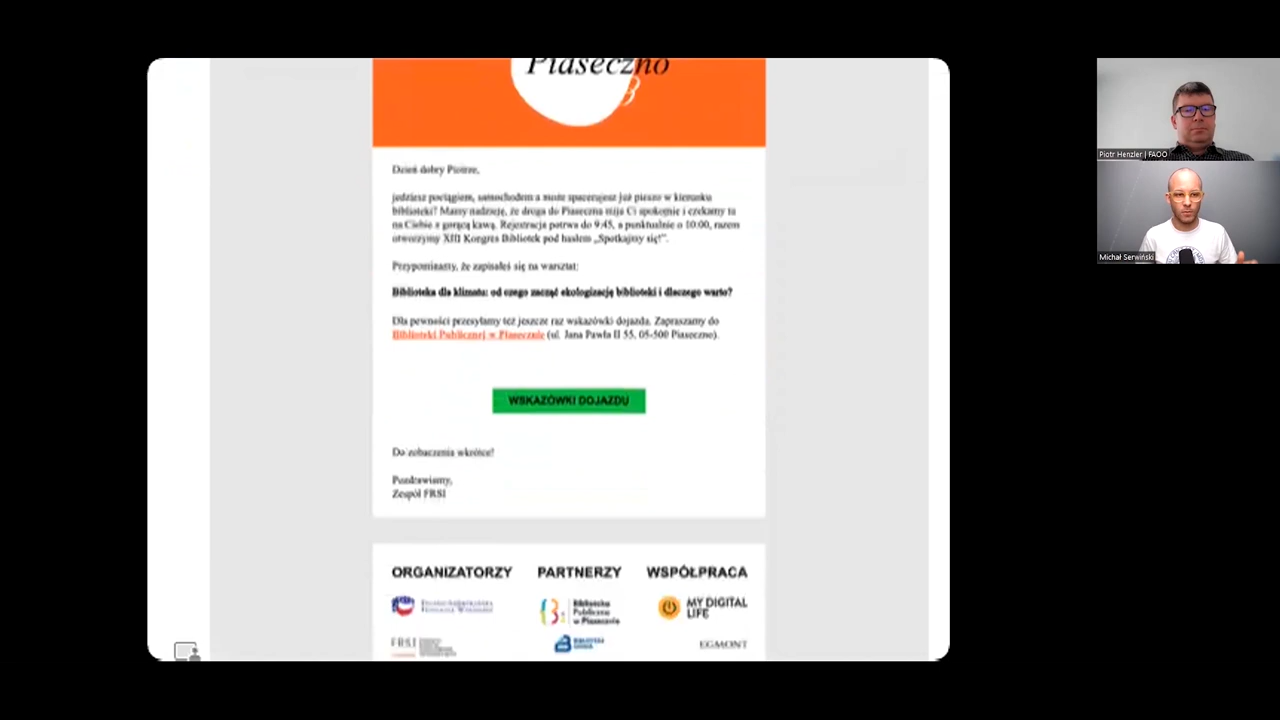 Piaseczno
Dzień dobry Piotrze,
jedziesz pociągiem, samochodem a może spacerujesz już pieszo w kierunku
biblioteki? Mamy nadzieję, że droga do Piaseczna mija Ci spokojnie i czekamy tu
na Ciebie z gorącą kawą. Rejestracja potrwa do 9:45, a punktualnie o 10:00, razem
otworzymy XIII Kongres Bibliotek pod hasłem „Spotkajmy się!”.
Przypominamy, że zapisałeś się na warsztat:
Biblioteka dla klimatu: od czego zacząć ekologizację biblioteki i dlaczego warto?
Dla pewności przesyłamy też jeszcze raz wskazówki dojazdu. Zapraszamy do
Biblioteki Publicznej w Piasecznie (ul. Jana Pawła II 55, 05-500 Piaseczno).
WSKAZÓWKI DOJAZDU
Do zobaczenia wkrótce!
Pozdrawiamy,
Zespół FRSI
ORGANIZATORZY PARTNERZY WSPÓŁPRACA
Biblioteka
Publiczna
w Piasecznie
MY DIGITAL
LIFE
FRSI
EGMONT
Piotr Henzler | FAOO
Michał Serwiński